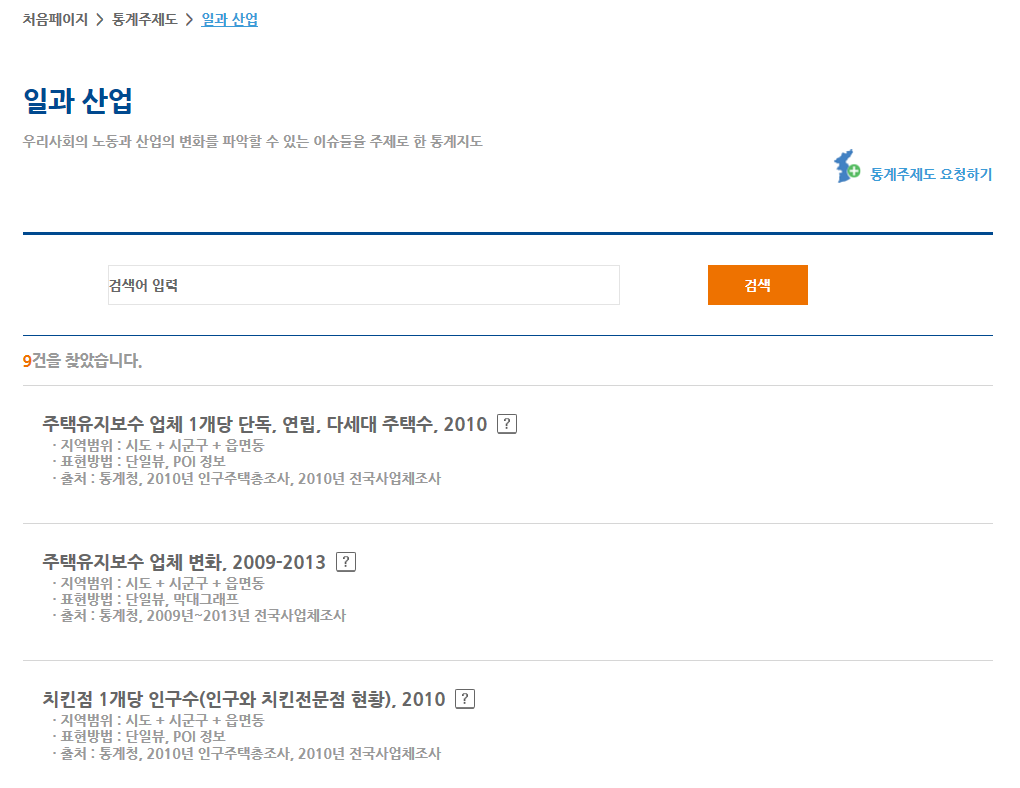 처음페이지 > 통계주제도 > 일과 산업
일과 산업
우리사회의 노동과 산업의 변화를 파악할 수 있는 이슈들을 주제로 한 통계지도
통계주제도 요청하기
검색어 입력 검색
9건을 찾았습니다.
주택유지보수 업체 1개당 단독, 연립, 다세대 주택수, 2010 ?
· 지역범위 : 시도 + 시군구 + 읍면동
· 표현방법 : 단일뷰, POI 정보
· 출처 : 통계청, 2010년 인구주택총조사, 2010년 전국사업체조사
주택유지보수 업체 변화, 2009-2013 ?
· 지역범위 : 시도 + 시군구 + 읍면동
· 표현방법 : 단일뷰, 막대그래프
· 출처 : 통계청, 2009년~2013년 전국사업체조사
치킨점 1개당 인구수(인구와 치킨전문점 현황), 2010 ?
· 지역범위 : 시도 + 시군구 + 읍면동
· 표현방법 : 단일뷰, POI 정보
· 출처 : 통계청, 2010년 인구주택총조사, 2010년 전국사업체조사